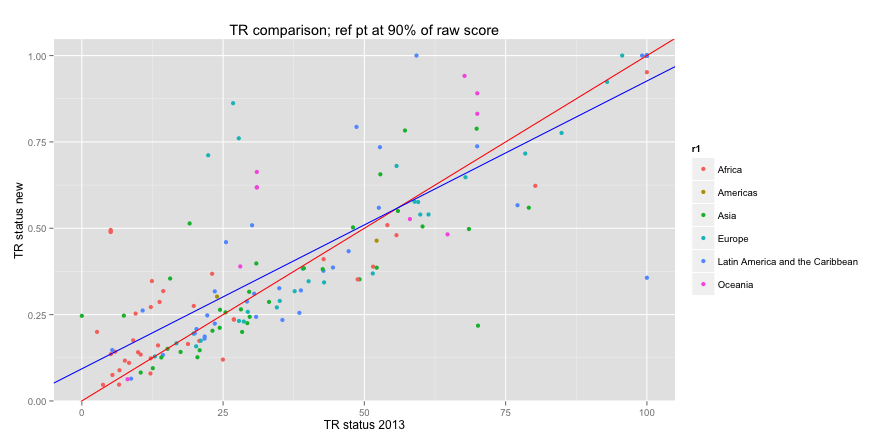 TR comparison; ref pt at 90% of raw score
TR status new
1.00
0.75
0.50
0.25
0.00
0
25
50
75
100
TR status 2013
r1
Africa
Americas
Asia
Europe
Latin America and the Caribbean
Oceania